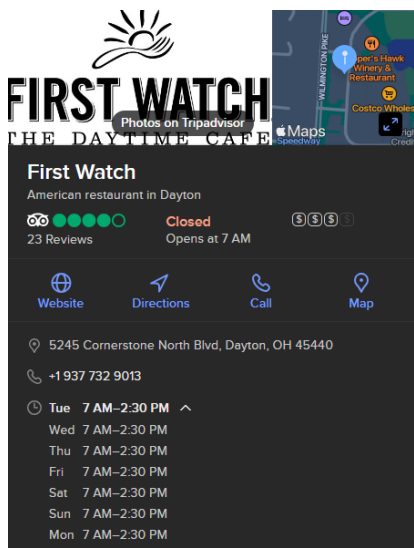 FIRST WATCH
THE DAYTIME CAFE
Photos on Tripadvisor
WILMINGTON PIKE
per's Hawk
Winery &
Restaurant
Costco Wholes
Maps
Speedway
First Watch
American restaurant in Dayton
Closed
$ $ $ $
23 Reviews
Opens at 7 AM
Website
Directions
Call
Map
5245 Cornerstone North Blvd, Dayton, OH 45440
+1 937 732 9013
Tue 7 AM–2:30 PM
Wed 7 AM–2:30 PM
Thu 7 AM–2:30 PM
Fri 7 AM–2:30 PM
Sat 7 AM–2:30 PM
Sun 7 AM–2:30 PM
Mon 7 AM–2:30 PM